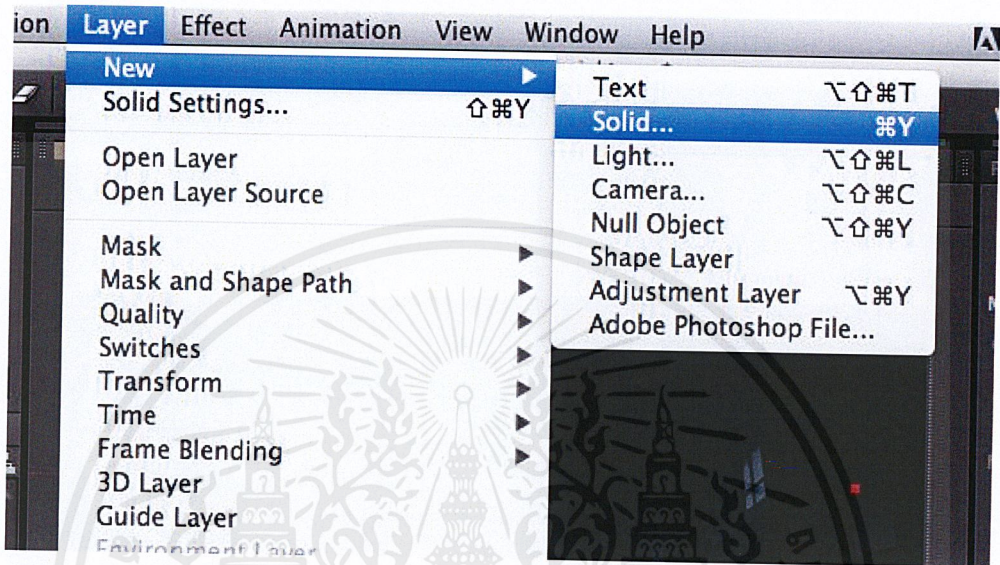 ion Layer Effect Animation View Window Help
New
Solid Settings... ⇧⌘Y
Open Layer
Open Layer Source
Mask
Mask and Shape Path
Quality
Switches
Transform
Time
Frame Blending
3D Layer
Guide Layer
Environment Layer
Text ⌥⇧⌘T
Solid... ⌘Y
Light... ⌥⇧⌘L
Camera... ⌥⇧⌘C
Null Object ⌥⇧⌘Y
Shape Layer
Adjustment Layer ⌥⌘Y
Adobe Photoshop File...